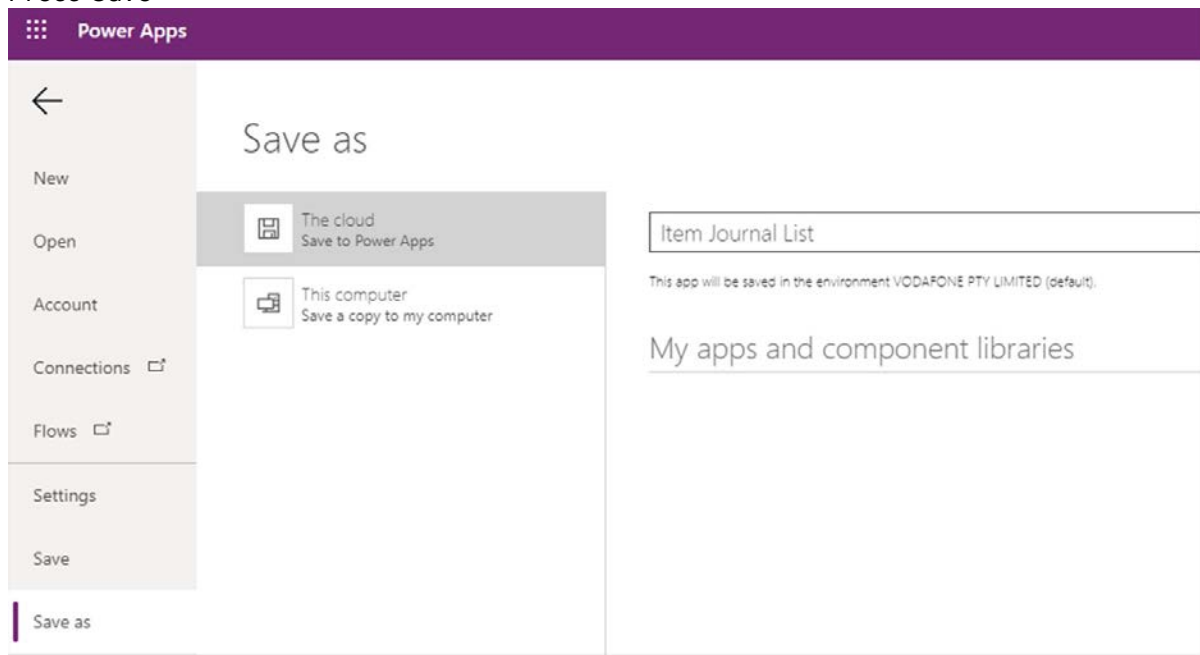 Power Apps
Save as
New
Open
Account
Connections
Flows
Settings
Save
Save as
The cloud
Save to Power Apps
This computer
Save a copy to my computer
Item Journal List
This app will be saved in the environment VODAFONE PTY LIMITED (default).
My apps and component libraries